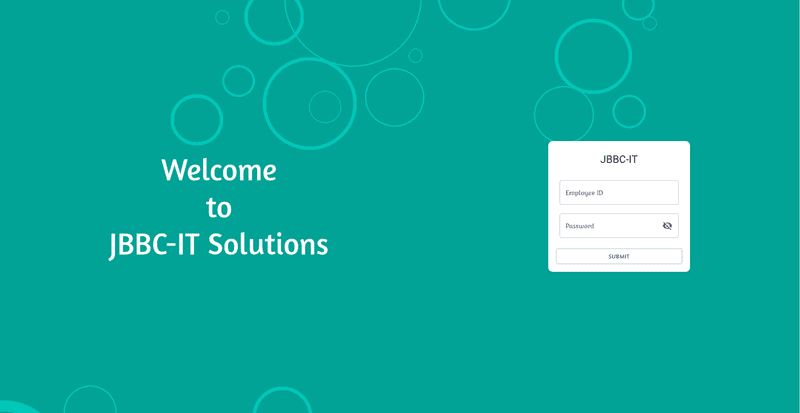 Welcome
to
JBBC-IT Solutions
JBBC-IT
Employee ID
Password
SUBMIT